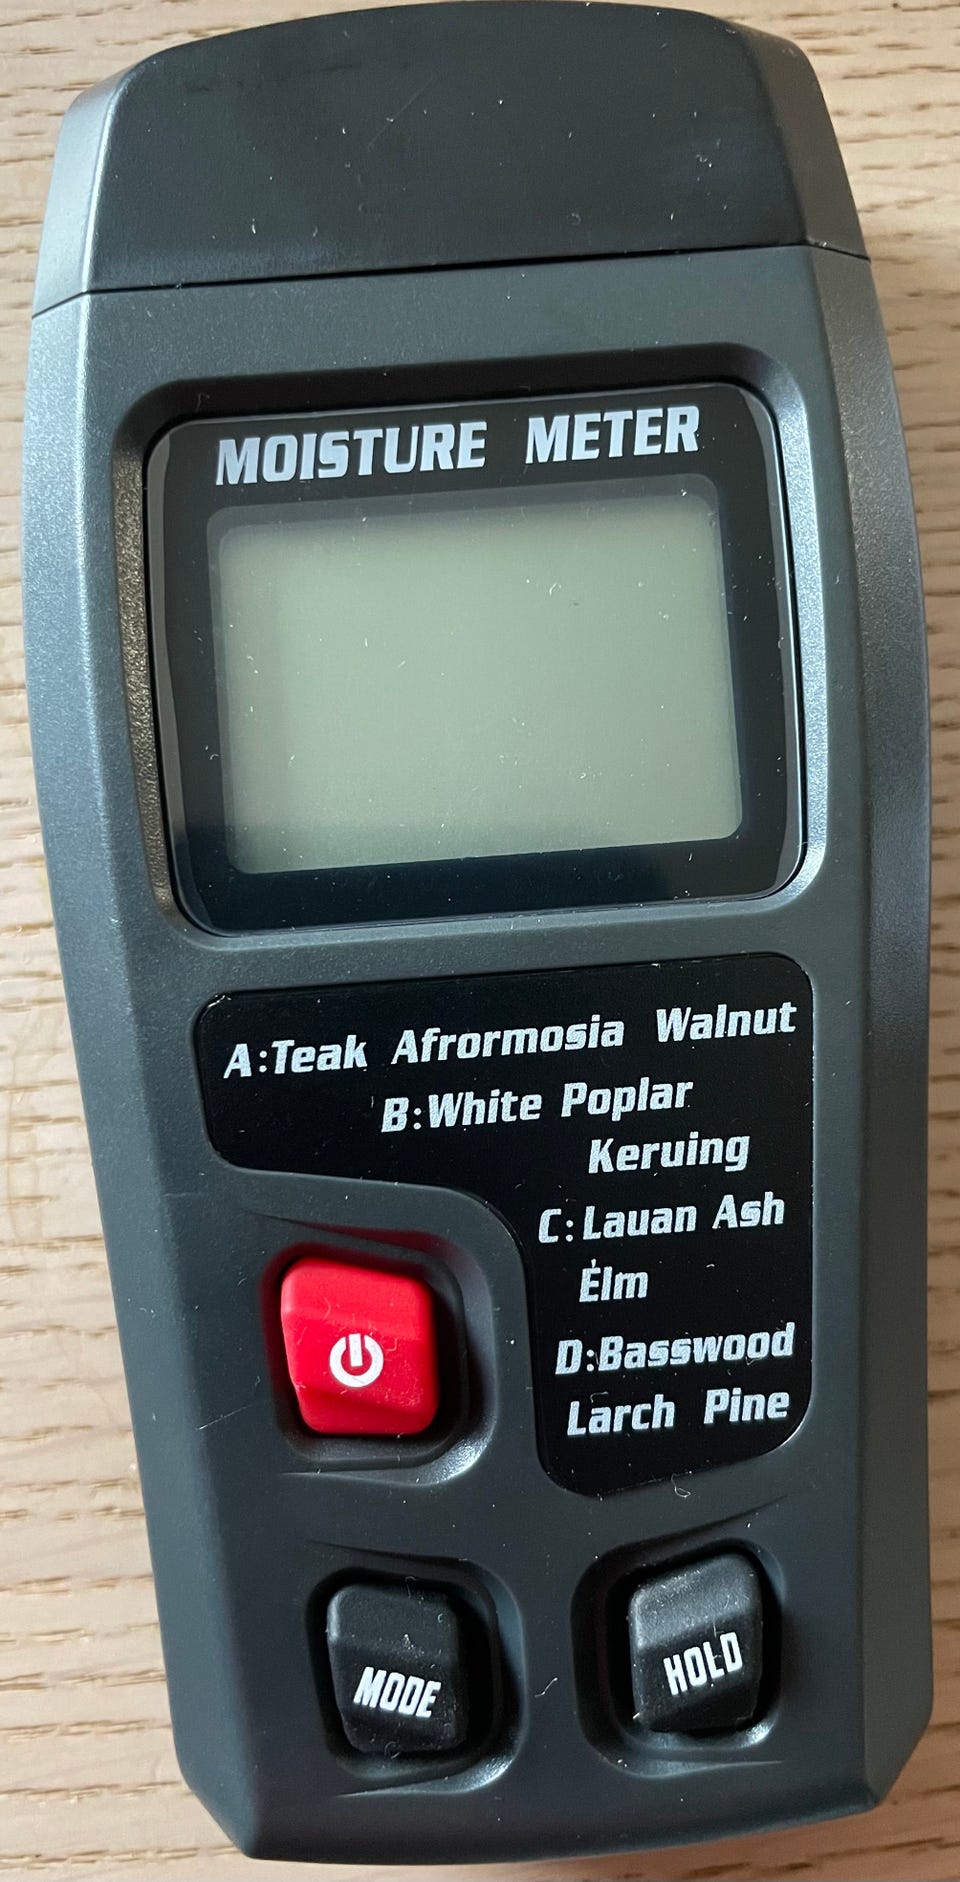 MOISTURE METER
A:Teak Afrormosia Walnut
B:White Poplar
Keruing
C:Lauan Ash
Elm
D:Basswood
Larch Pine
MODE
HOLD